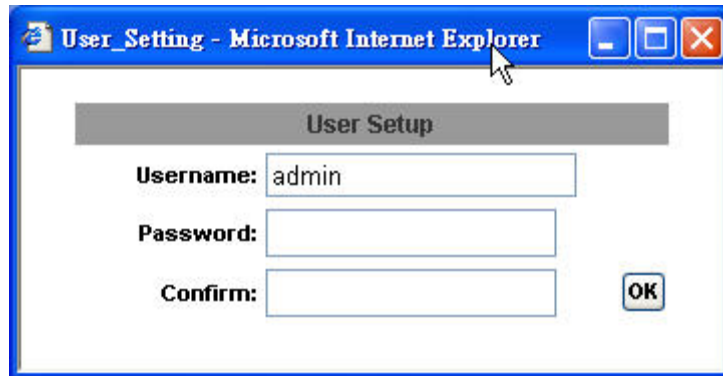 User_Setting - Microsoft Internet Explorer
User Setup
Username: admin
Password:
Confirm:
OK